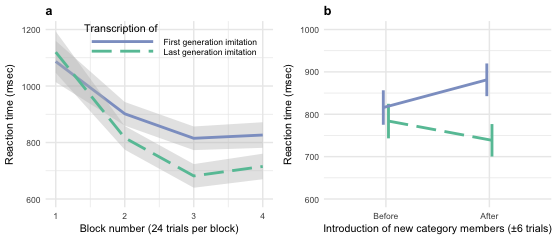 a
Transcription of
First generation imitation
Last generation imitation
Reaction time (msec)
1200
1000
800
600
1 2 3 4
Block number (24 trials per block)
b
Reaction time (msec)
1000
900
800
700
600
Before After
Introduction of new category members (±6 trials)